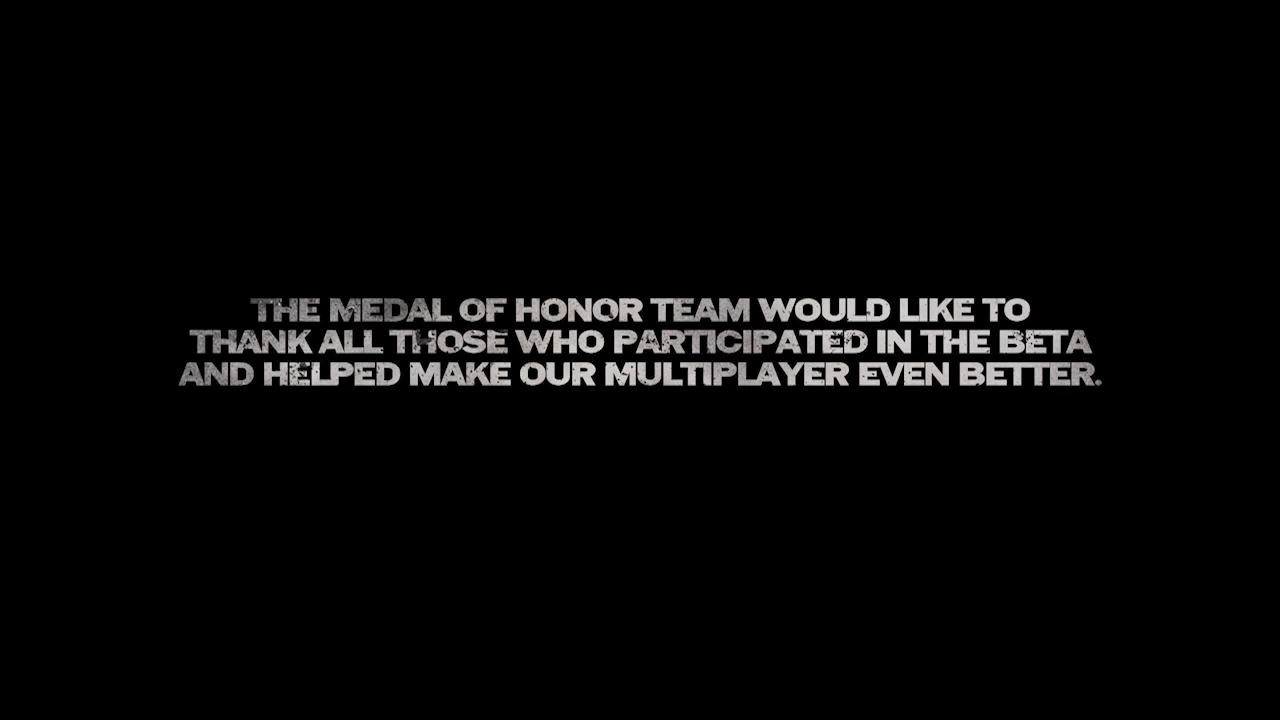 THE MEDAL OF HONOR TEAM WOULD LIKE TO
THANK ALL THOSE WHO PARTICIPATED IN THE BETA
AND HELPED MAKE OUR MULTIPLAYER EVEN BETTER.